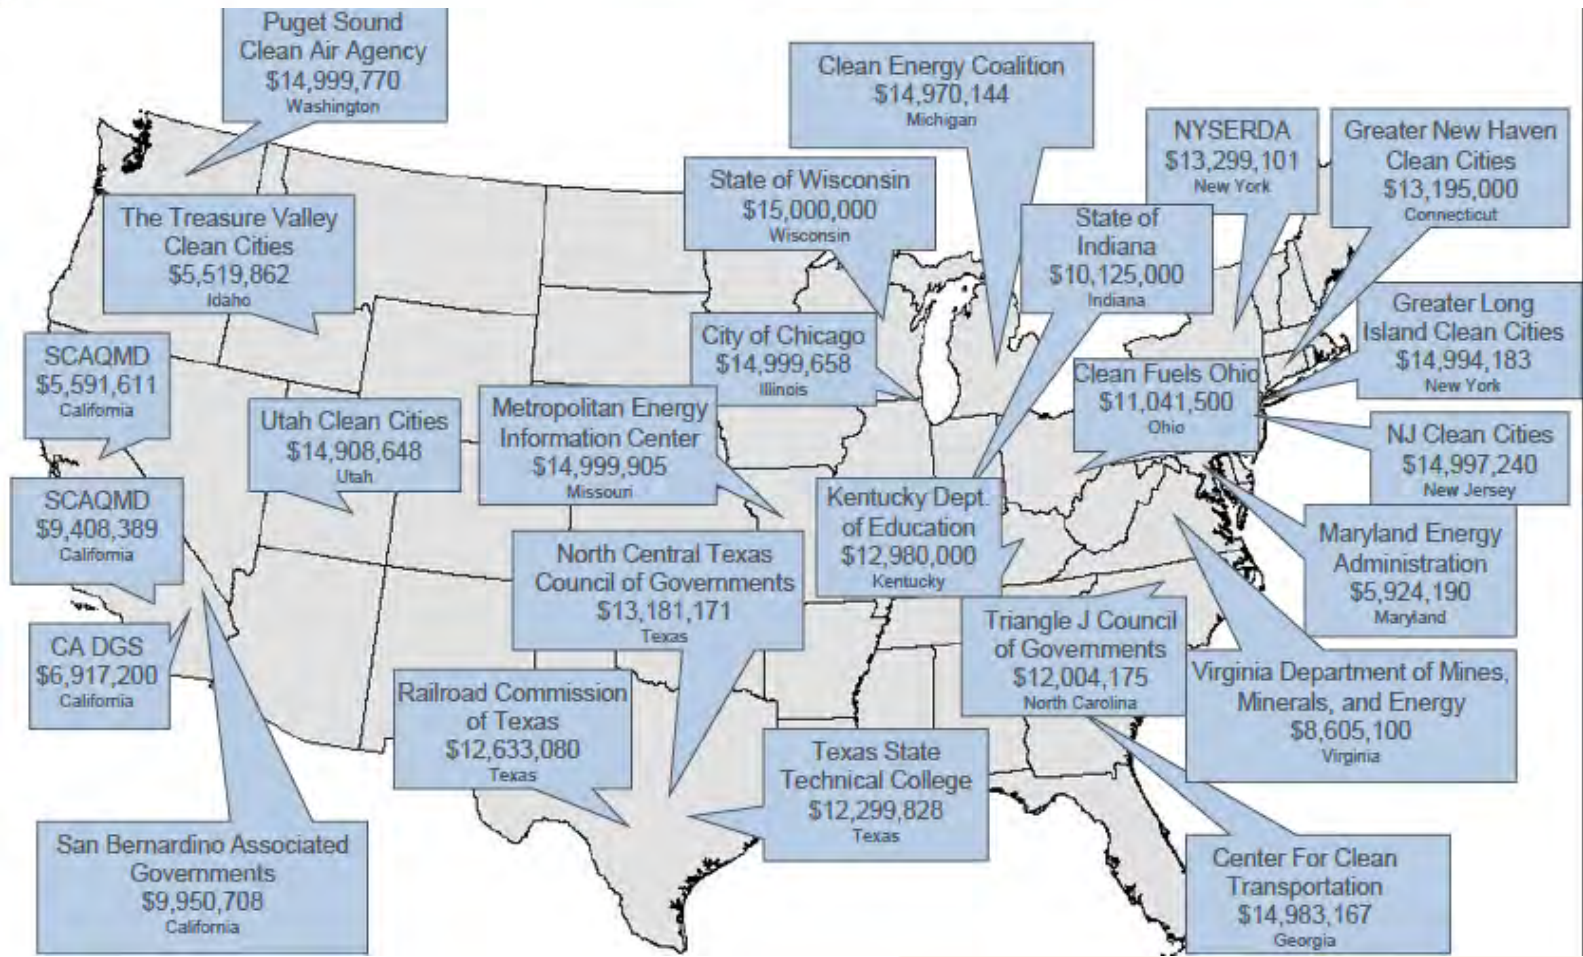 Puget Sound
Clean Air Agency
$14,999,770
Washington
Clean Energy Coalition
$14,970,144
Michigan
NYSERDA
$13,299,101
New York
Greater New Haven
Clean Cities
$13,195,000
Connecticut
State of Wisconsin
$15,000,000
Wisconsin
The Treasure Valley
Clean Cities
$5,519,862
Idaho
State of
Indiana
$10,125,000
Indiana
Greater Long
Island Clean Cities
$14,994,183
New York
City of Chicago
$14,999,658
Illinois
SCAQMD
$5,591,611
California
Clean Fuels Ohio
$11,041,500
Ohio
Utah Clean Cities
$14,908,648
Utah
Metropolitan Energy
Information Center
$14,999,905
Missouri
NJ Clean Cities
$14,997,240
New Jersey
SCAQMD
$9,408,389
California
Kentucky Dept.
of Education
$12,980,000
Kentucky
Maryland Energy
Administration
$5,924,190
Maryland
North Central Texas
Council of Governments
$13,181,171
Texas
CA DGS
$6,917,200
California
Triangle J Council
of Governments
$12,004,175
North Carolina
Virginia Department of Mines,
Minerals, and Energy
$8,605,100
Virginia
Railroad Commission
of Texas
$12,633,080
Texas
Texas State
Technical College
$12,299,828
Texas
San Bernardino Associated
Governments
$9,950,708
California
Center For Clean
Transportation
$14,983,167
Georgia